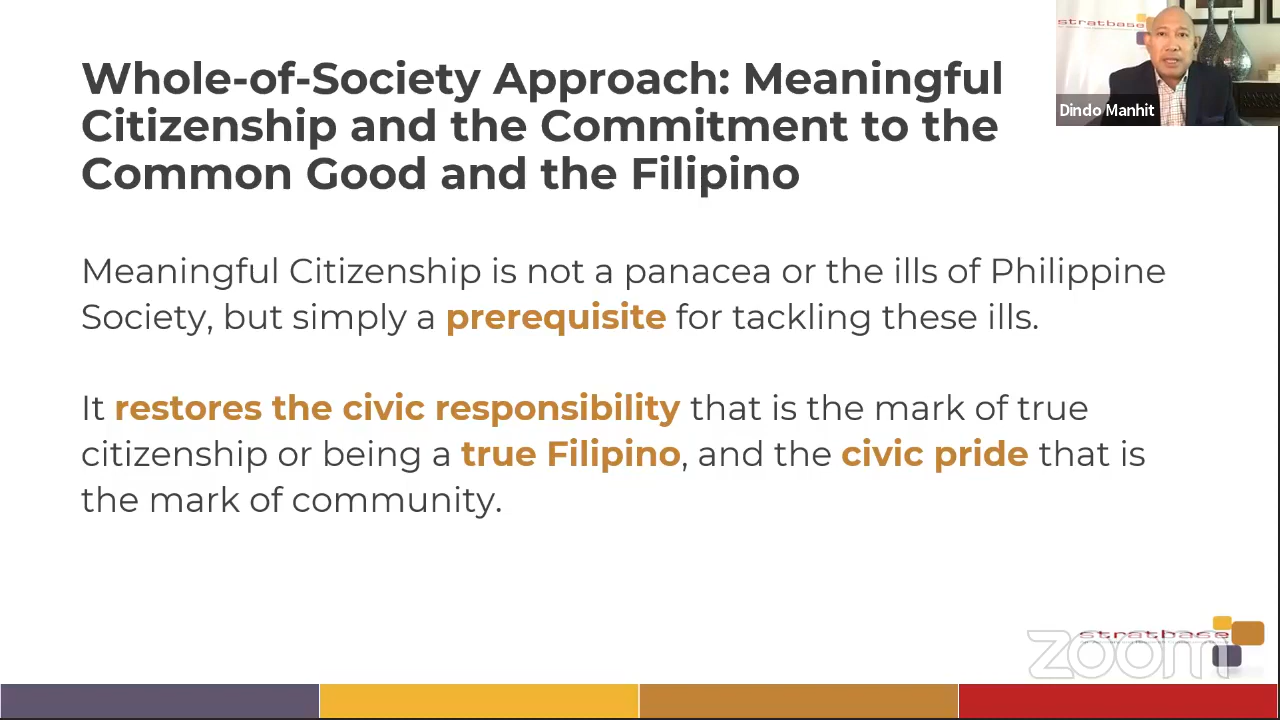 Whole-of-Society Approach: Meaningful
Citizenship and the Commitment to the
Common Good and the Filipino
stratbase
Dindo Manhit
Meaningful Citizenship is not a panacea or the ills of Philippine
Society, but simply a prerequisite for tackling these ills.
It restores the civic responsibility that is the mark of true
citizenship or being a true Filipino, and the civic pride that is
the mark of community.
stratbase
zoom